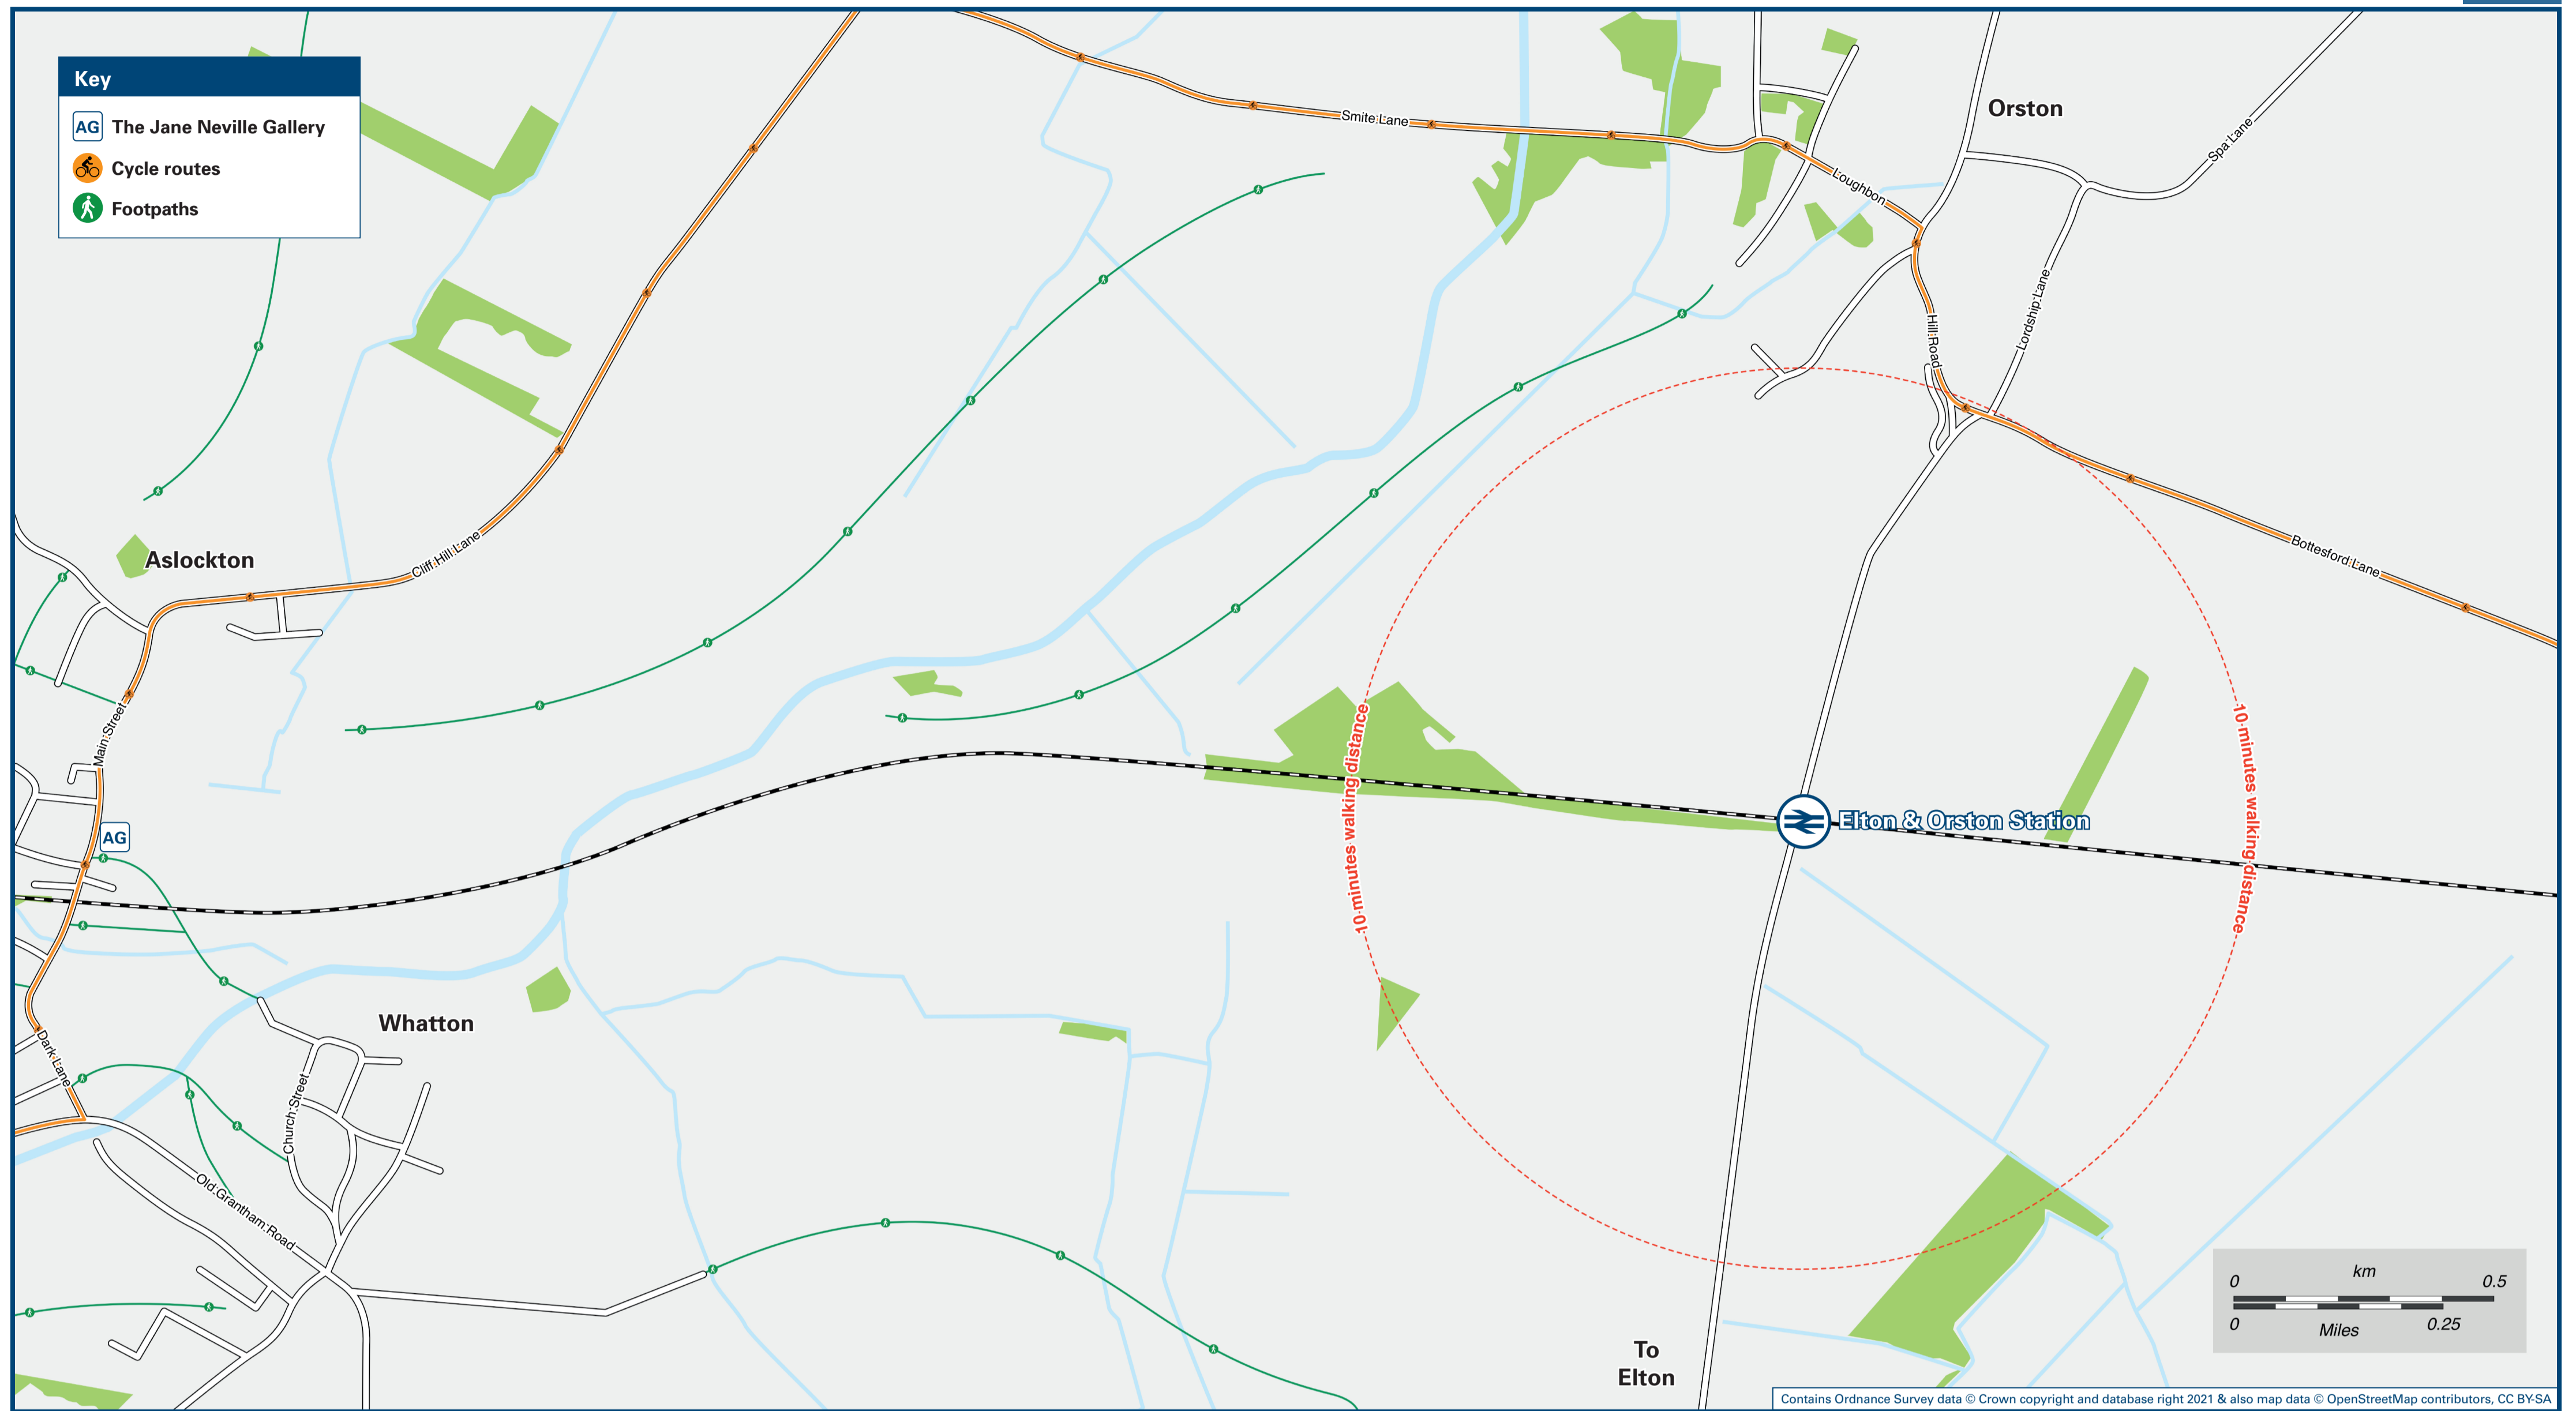 Key
AG The Jane Neville Gallery
Cycle routes
Footpaths
Smite Lane
Orston
Spa Lane
Loughbon
Lordship Lane
Hill Road
Bottesford Lane
Aslockton
Cliff Hill Lane
Main Street
AG
10 minutes walking distance
10 minutes walking distance
Elton & Orston Station
Whatton
Dark Lane
Church Street
Old Grantham Road
To
Elton
km
0 0.5
0 Miles 0.25
Contains Ordnance Survey data © Crown copyright and database right 2021 & also map data © OpenStreetMap contributors, CC BY-SA